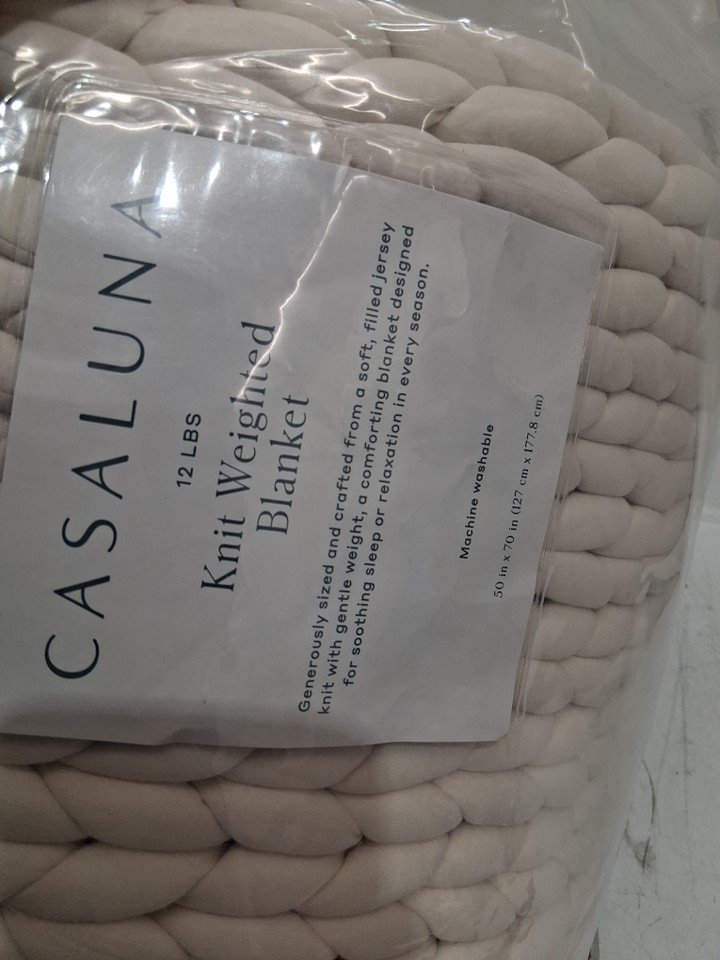 CASALUNA
12 LBS
Knit Weighted
Blanket
Generously sized and crafted from a soft, filled jersey
knit with gentle weight, a comforting blanket designed
for soothing sleep or relaxation in every season.
Machine washable
50 in x 70 in (127 cm x 177.8 cm)